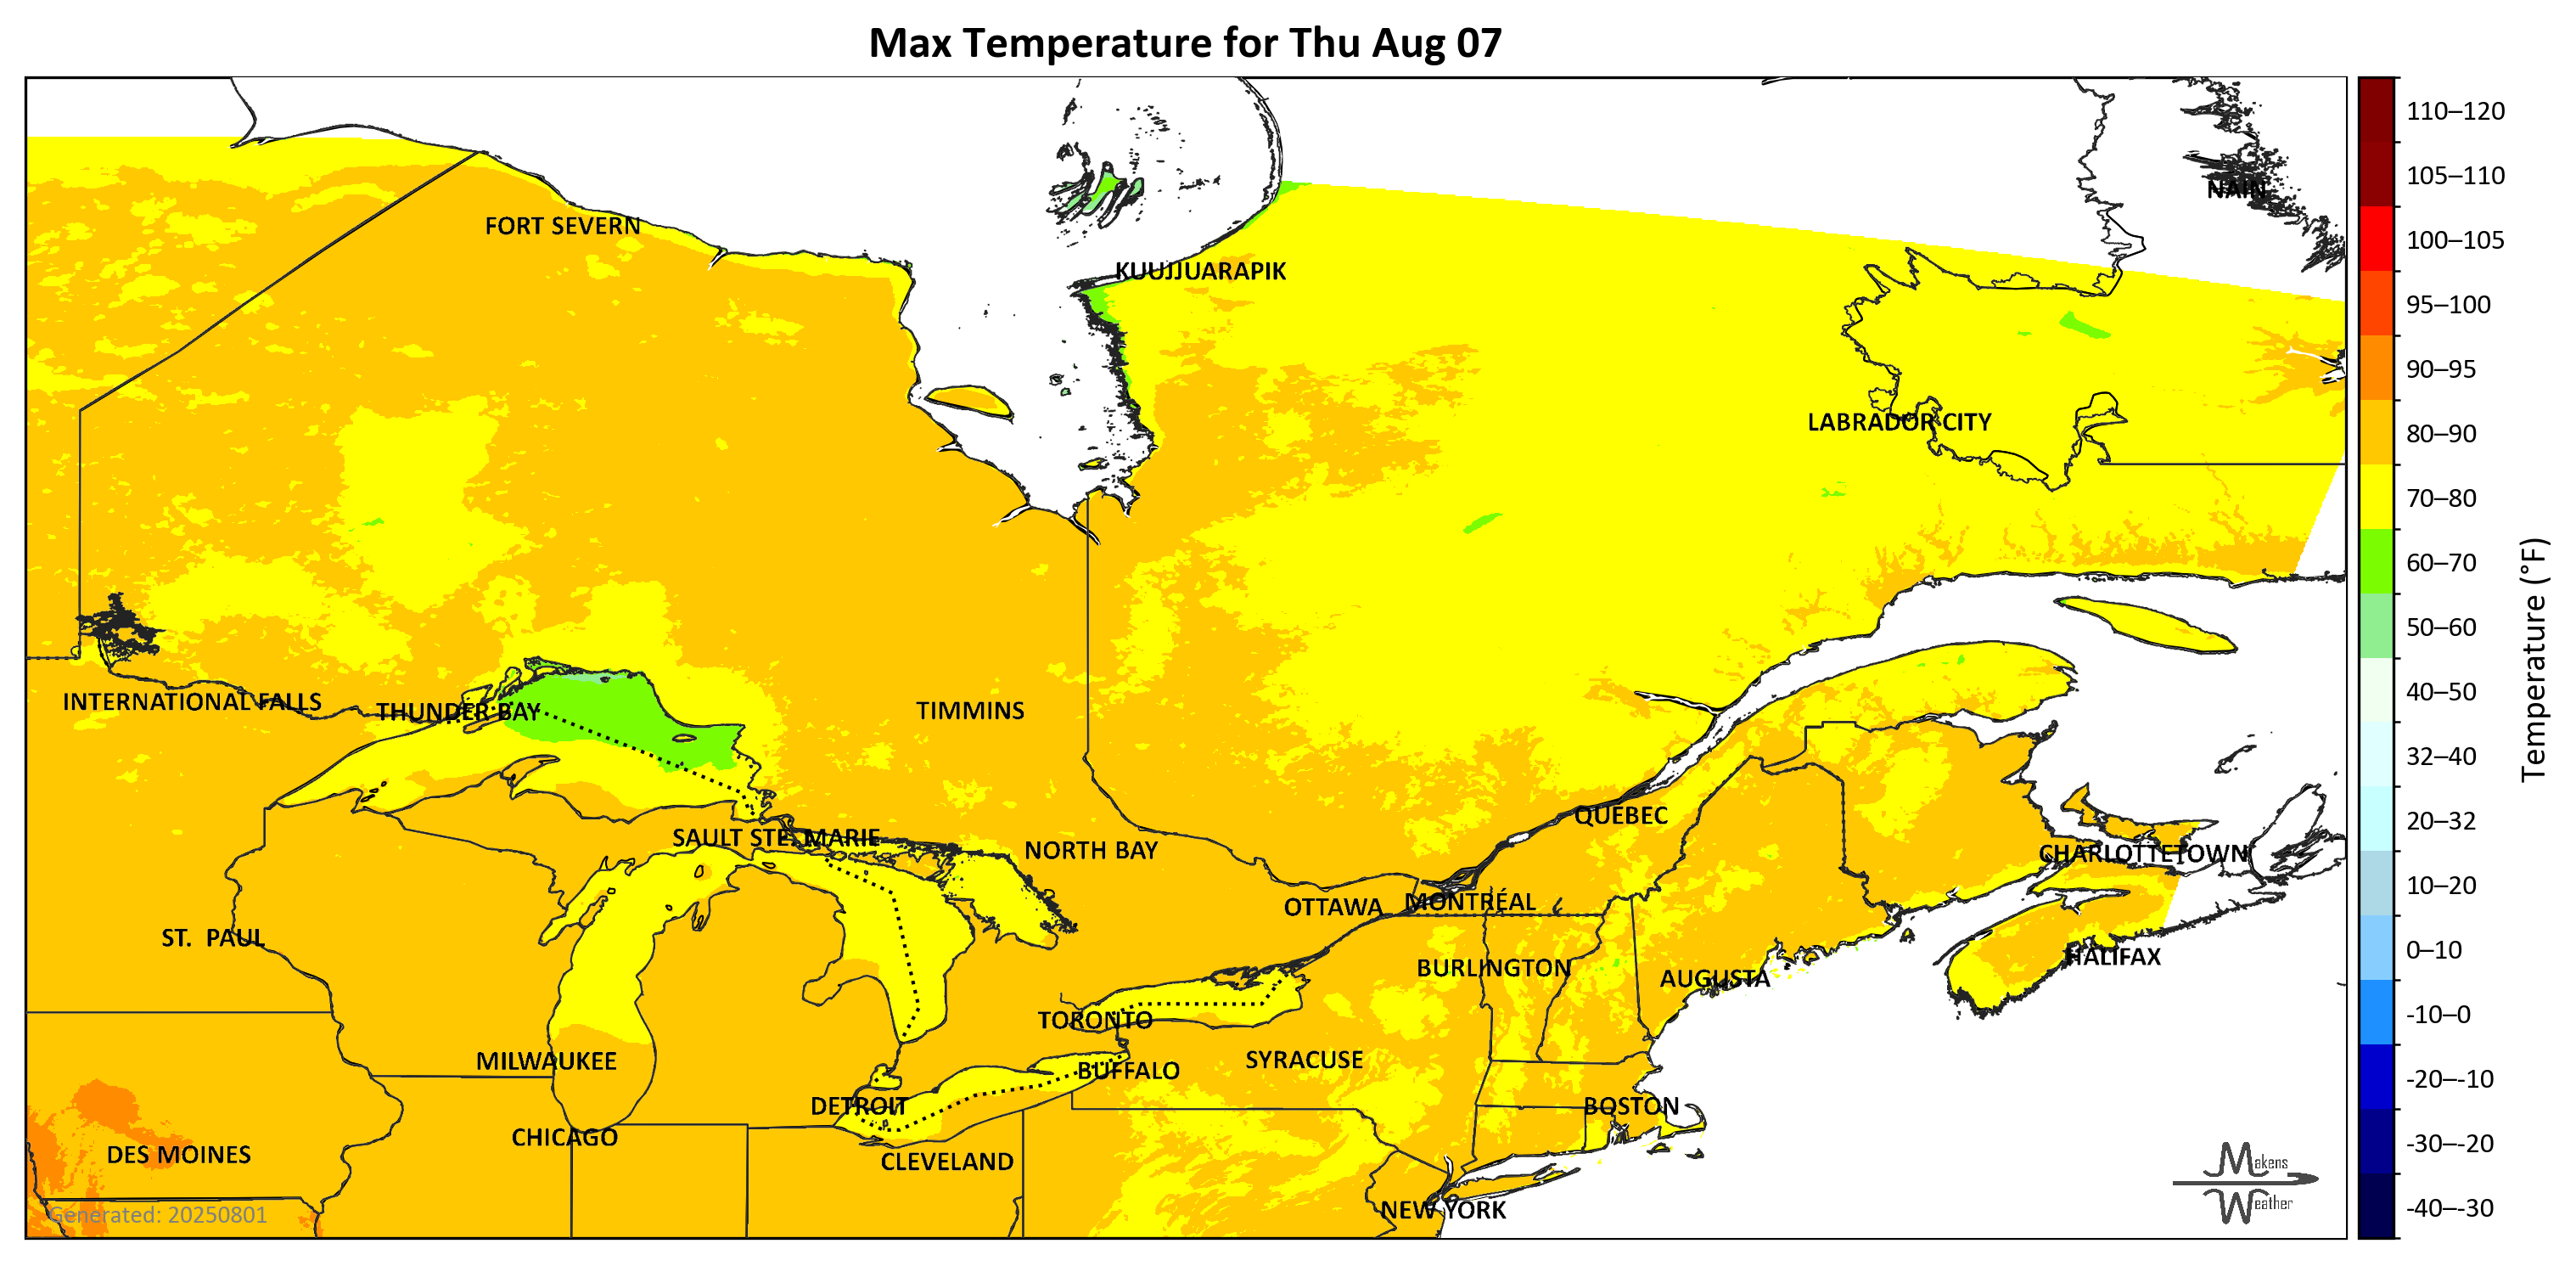 Max Temperature for Thu Aug 07
NAIN
FORT SEVERN
KUUJJUARAPIK
LABRADOR CITY
INTERNATIONAL FALLS
THUNDER BAY
TIMMINS
QUEBEC
SAULT STE. MARIE
NORTH BAY
CHARLOTTETOWN
OTTAWA
MONTRÉAL
ST.  PAUL
HALIFAX
BURLINGTON
AUGUSTA
TORONTO
MILWAUKEE
SYRACUSE
BUFFALO
DETROIT
BOSTON
CHICAGO
DES MOINES
CLEVELAND
NEW YORK
Generated: 20250801
Makens
Weather
110–120
105–110
100–105
95–100
90–95
80–90
70–80
60–70
50–60
40–50
32–40
20–32
10–20
0–10
-10–0
-20–-10
-30–-20
-40–-30
Temperature (°F)